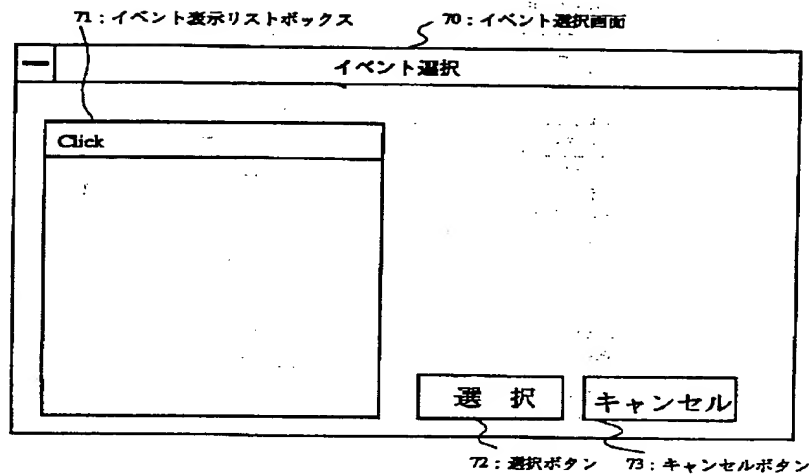 71：イベント表示リストボックス
70：イベント選択画面
イベント選択
Click
選 択
キャンセル
72：選択ボタン
73：キャンセルボタン